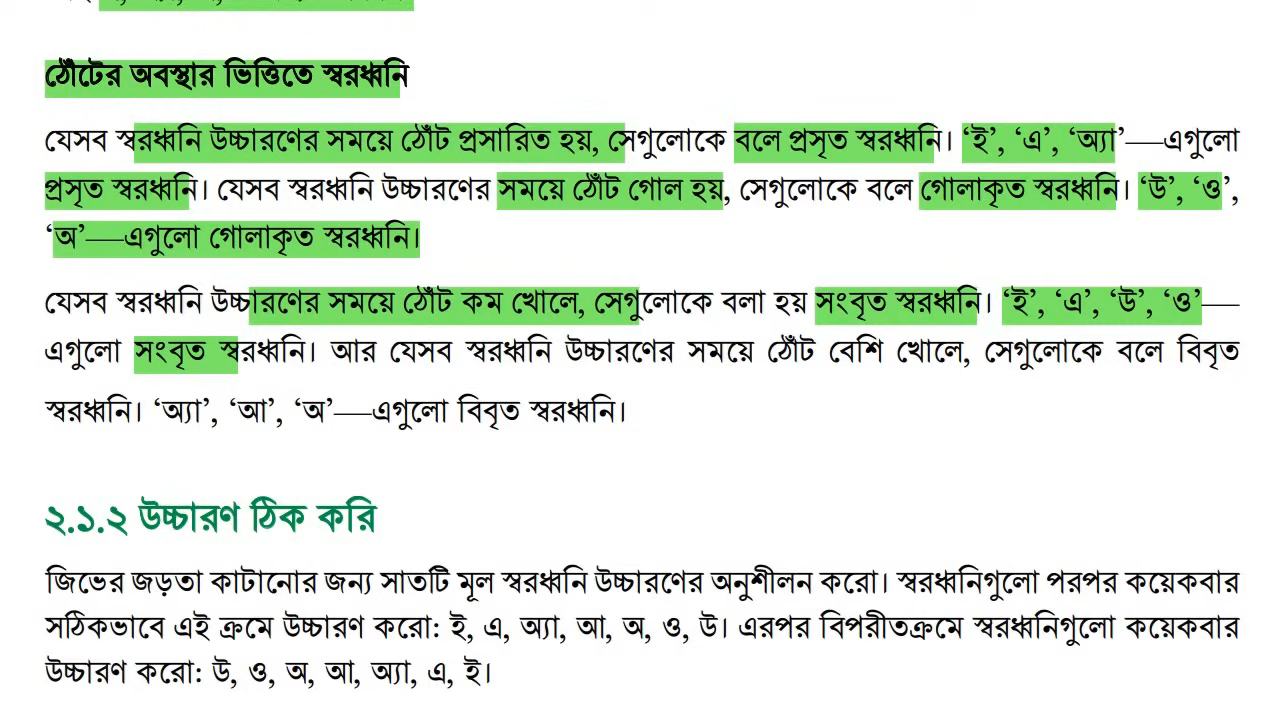 ঠোঁটের অবস্থার ভিত্তিতে স্বরধ্বনি
যেসব স্বরধ্বনি উচ্চারণের সময়ে ঠোঁট প্রসারিত হয়, সেগুলোকে বলে প্রসৃত স্বরধ্বনি। ‘ই’, ‘এ’, ‘অ্যা’—এগুলো
প্রসৃত স্বরধ্বনি। যেসব স্বরধ্বনি উচ্চারণের সময়ে ঠোঁট গোল হয়, সেগুলোকে বলে গোলাকৃত স্বরধ্বনি। ‘উ’, ‘ও’,
‘অ’—এগুলো গোলাকৃত স্বরধ্বনি।
যেসব স্বরধ্বনি উচ্চারণের সময়ে ঠোঁট কম খোলে, সেগুলোকে বলা হয় সংবৃত স্বরধ্বনি। ‘ই’, ‘এ’, ‘উ’, ‘ও’—
এগুলো সংবৃত স্বরধ্বনি। আর যেসব স্বরধ্বনি উচ্চারণের সময়ে ঠোঁট বেশি খোলে, সেগুলোকে বলে বিবৃত
স্বরধ্বনি। ‘অ্যা’, ‘আ’, ‘অ’—এগুলো বিবৃত স্বরধ্বনি।
২.১.২ উচ্চারণ ঠিক করি
জিভের জড়তা কাটানোর জন্য সাতটি মূল স্বরধ্বনি উচ্চারণের অনুশীলন করো। স্বরধ্বনিগুলো পরপর কয়েকবার
সঠিকভাবে এই ক্রমে উচ্চারণ করো: ই, এ, অ্যা, আ, অ, ও, উ। এরপর বিপরীতক্রমে স্বরধ্বনিগুলো কয়েকবার
উচ্চারণ করো: উ, ও, অ, আ, অ্যা, এ, ই।